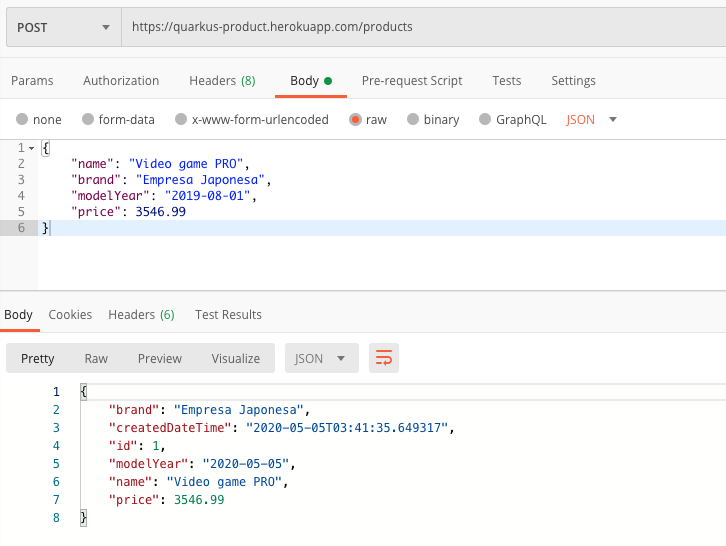 POST https://quarkus-product.herokuapp.com/products
Params Authorization Headers (8) Body Pre-request Script Tests Settings
none form-data x-www-form-urlencoded raw binary GraphQL JSON
1 {
2 "name": "Video game PRO",
3 "brand": "Empresa Japonesa",
4 "modelYear": "2019-08-01",
5 "price": 3546.99
6 }
Body Cookies Headers (6) Test Results
Pretty Raw Preview Visualize JSON
1 {
2 "brand": "Empresa Japonesa",
3 "createdDateTime": "2020-05-05T03:41:35.649317",
4 "id": 1,
5 "modelYear": "2020-05-05",
6 "name": "Video game PRO",
7 "price": 3546.99
8 }